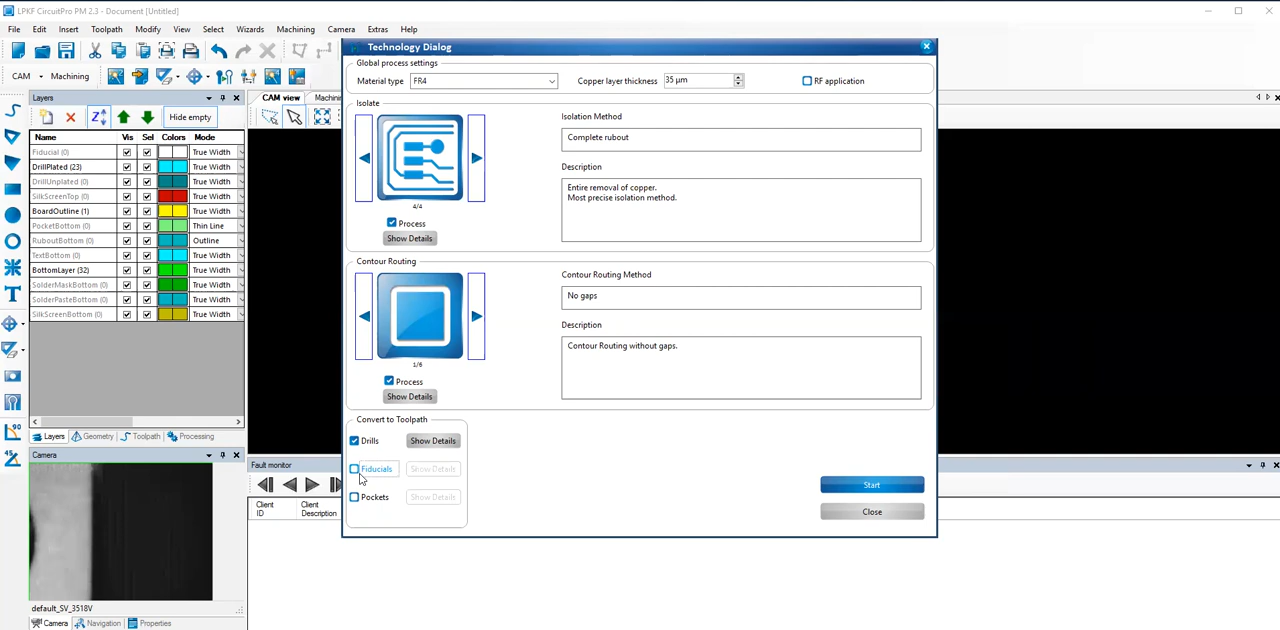 LPKF CircuitPro PM 2.3 - Document [Untitled]
File Edit Insert Toolpath Modify View Select Wizards Machining Camera Extras Help
CAM Machining
Layers
Hide empty
Name Vis Sel Colors Mode
Fiducial (0) True Width
DrillPlated (23) True Width
DrillUnplated (0) True Width
SilkScreenTop (0) True Width
BoardOutline (1) True Width
PocketBottom (0) Thin Line
RuboutBottom (0) Outline
TextBottom (0) True Width
BottomLayer (32) True Width
SolderMaskBottom (0) True Width
SolderPasteBottom (0) True Width
SilkScreenBottom (0) True Width
Layers Geometry Toolpath Processing
Camera
default_SV_3518V
Camera Navigation Properties
CAM view Machinin
Fault monitor
Client ID
Client Description
Technology Dialog
Global process settings
Material type FR4 Copper layer thickness 35 µm RF application
Isolate
4/4
Process
Show Details
Isolation Method
Complete rubout
Description
Entire removal of copper.
Most precise isolation method.
Contour Routing
1/6
Process
Show Details
Contour Routing Method
No gaps
Description
Contour Routing without gaps.
Convert to Toolpath
Drills Show Details
Fiducials Show Details
Pockets Show Details
Start
Close
90
45